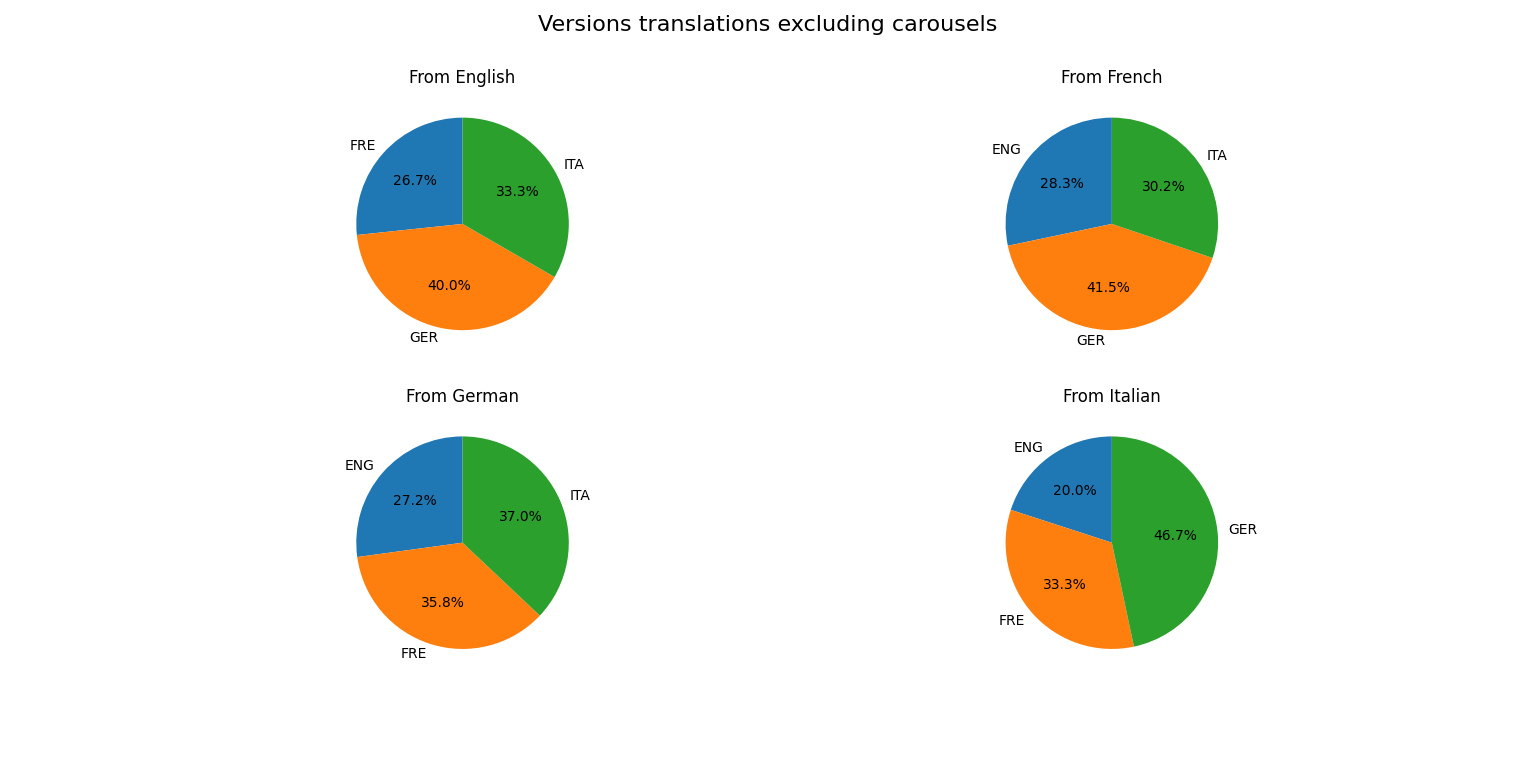 Versions translations excluding carousels
From English
FRE
26.7%
ITA
33.3%
40.0%
GER
From French
ENG
28.3%
ITA
30.2%
41.5%
GER
From German
ENG
27.2%
ITA
37.0%
35.8%
FRE
From Italian
ENG
20.0%
GER
46.7%
33.3%
FRE